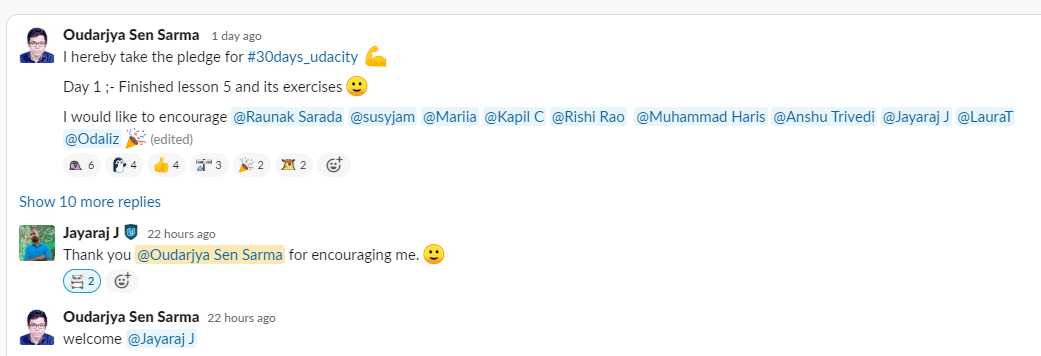 Oudarjya Sen Sarma 1 day ago
I hereby take the pledge for #30days_udacity 💪
Day 1 ;- Finished lesson 5 and its exercises 🙂
I would like to encourage @Raunak Sarada @susyjam @Mariia @Kapil C @Rishi Rao @Muhammad Haris @Anshu Trivedi @Jayaraj J @LauraT
@Odaliz 🎉 (edited)
6 4 4 3 2 2
Show 10 more replies
Jayaraj J 22 hours ago
Thank you @Oudarjya Sen Sarma for encouraging me. 🙂
2
Oudarjya Sen Sarma 22 hours ago
welcome @Jayaraj J